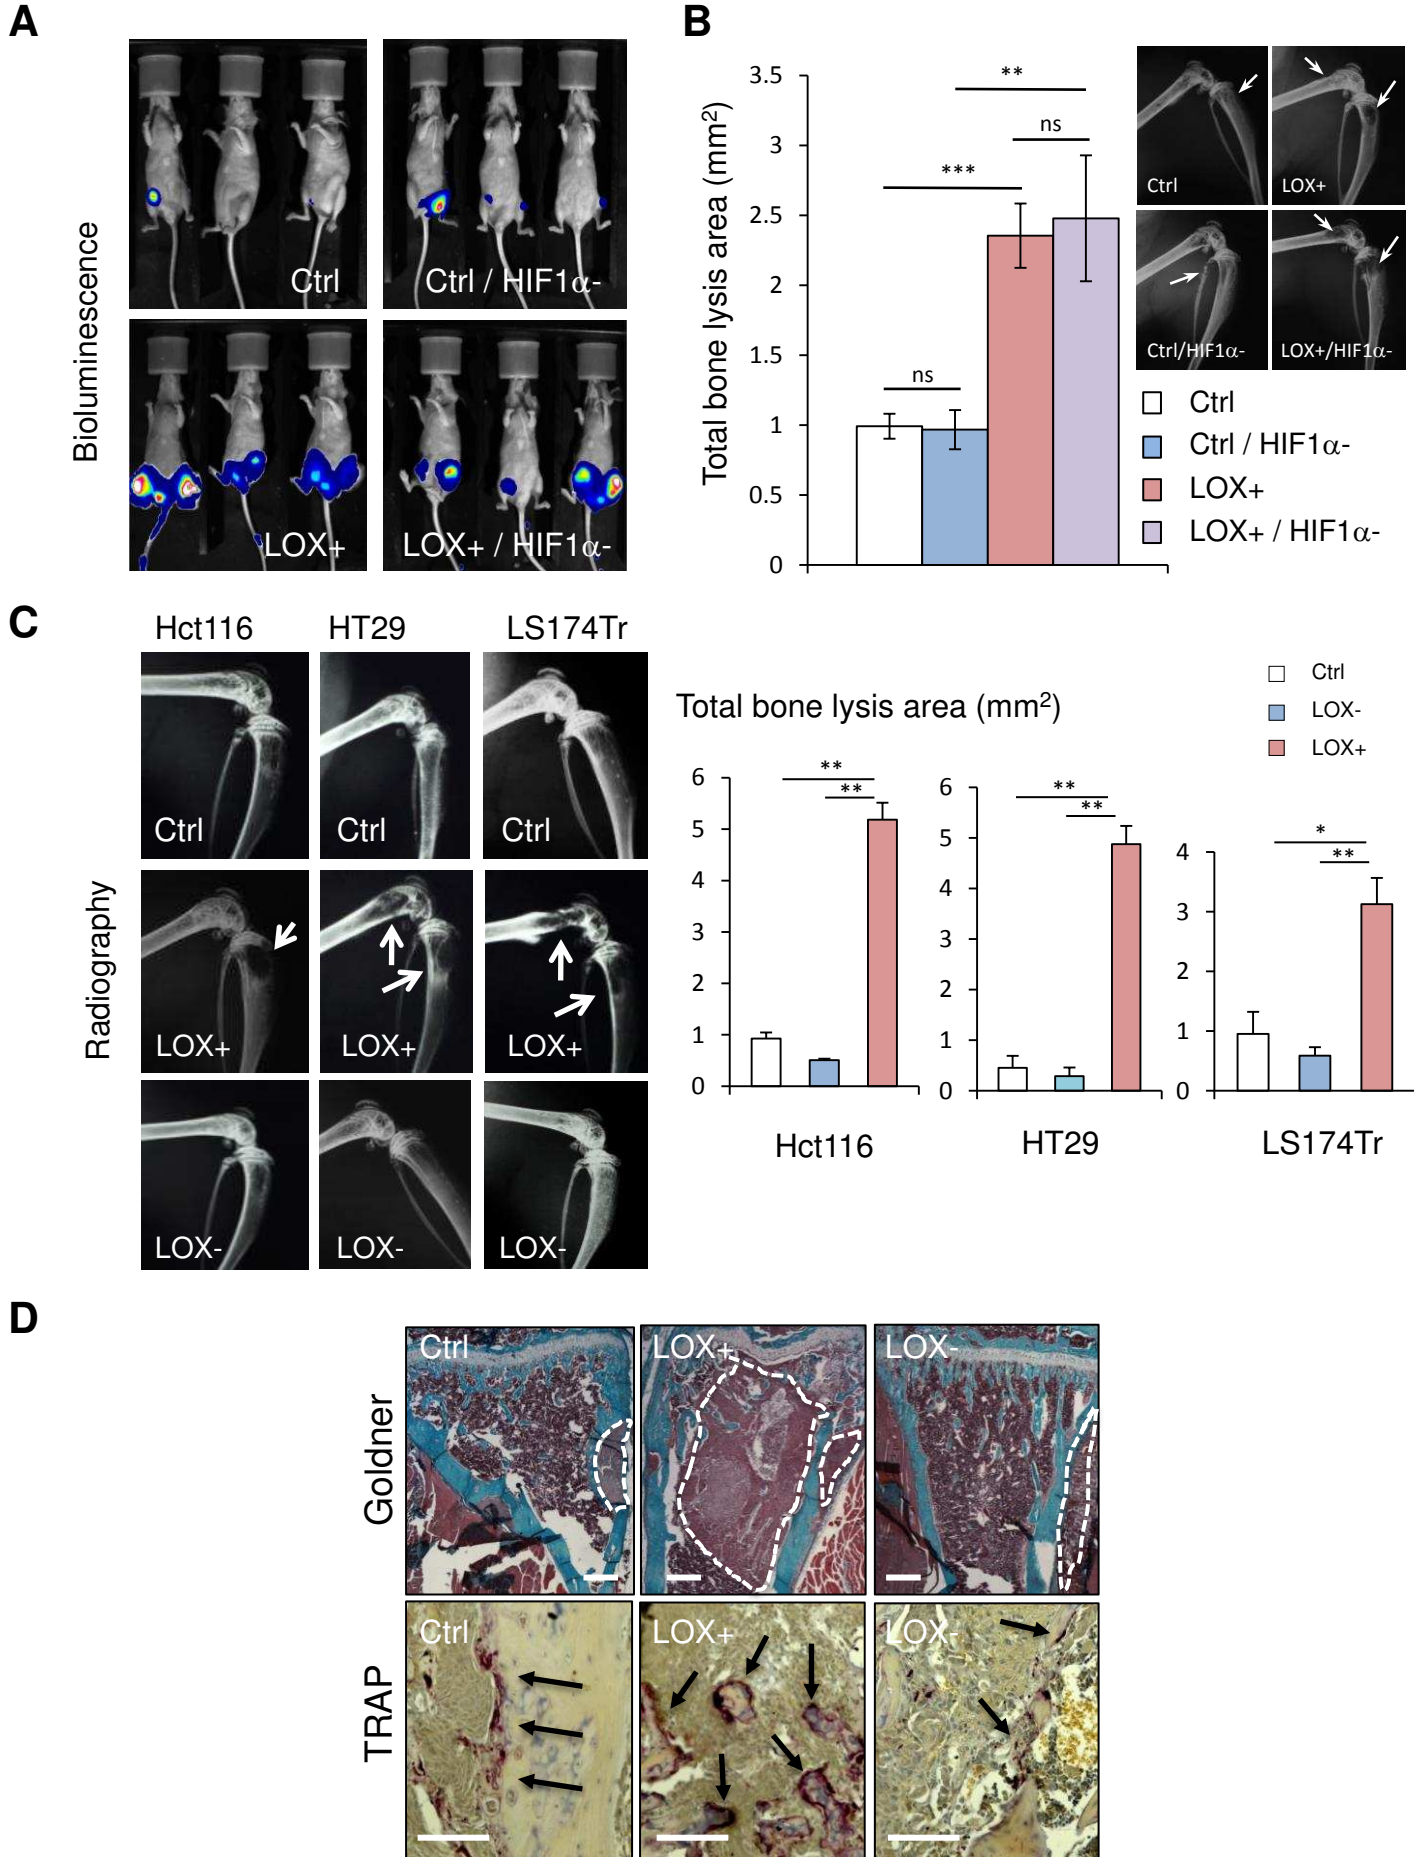 A
Bioluminescence
Ctrl
Ctrl / HIF1α-
LOX+
LOX+ / HIF1α-
B
Total bone lysis area (mm2)
3.5
3
2.5
2
1.5
1
0.5
0
ns
***
**
ns
Ctrl
LOX+
Ctrl/HIF1α-
LOX+/HIF1α-
Ctrl
Ctrl / HIF1α-
LOX+
LOX+ / HIF1α-
C
Hct116
HT29
LS174Tr
Radiography
Ctrl
Ctrl
Ctrl
LOX+
LOX+
LOX+
LOX-
LOX-
LOX-
Total bone lysis area (mm2)
Ctrl
LOX-
LOX+
6
5
4
3
2
1
0
**
**
Hct116
6
5
4
3
2
1
0
**
**
HT29
4
3
2
1
0
*
**
LS174Tr
D
Goldner
Ctrl
LOX+
LOX-
TRAP
Ctrl
LOX+
LOX-